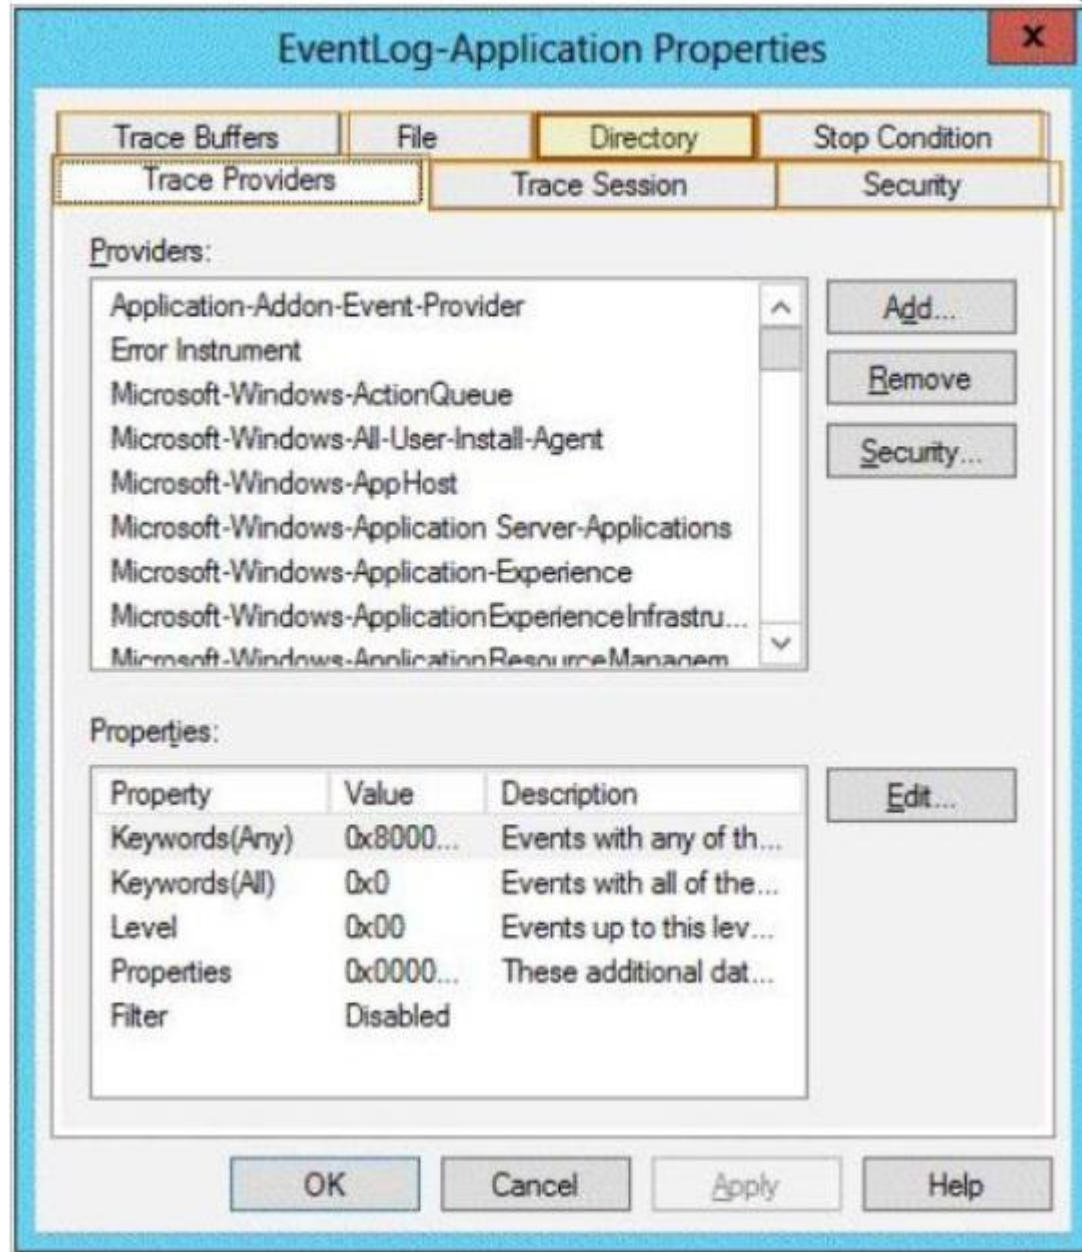 EventLog-Application Properties
x
Trace Buffers File Directory Stop Condition
Trace Providers Trace Session Security
Providers:
Application-Addon-Event-Provider
Error Instrument
Microsoft-Windows-ActionQueue
Microsoft-Windows-All-User-Install-Agent
Microsoft-Windows-AppHost
Microsoft-Windows-Application Server-Applications
Microsoft-Windows-Application-Experience
Microsoft-Windows-ApplicationExperienceInfrastru...
Microsoft-Windows-ApplicationResourceManagem
Add...
Remove
Security...
Properties:
Property Value Description
Keywords(Any) 0x8000... Events with any of th...
Keywords(All) 0x0 Events with all of the...
Level 0x00 Events up to this lev...
Properties 0x0000... These additional dat...
Filter Disabled
Edit...
OK Cancel Apply Help